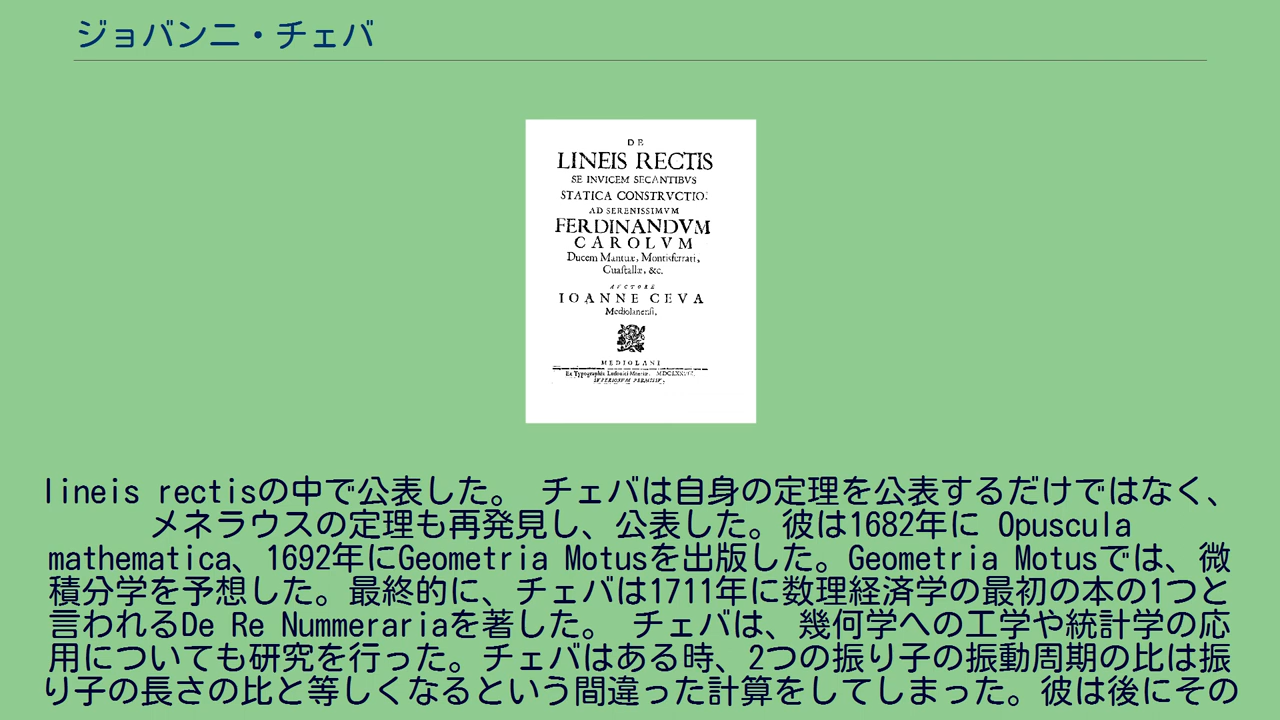 ジョバンニ・チェバ
DE
LINEIS RECTIS
SE INVICEM SECANTIBVS
STATICA CONSTRVCTIO:
AD SERENISSIMVM
FERDINANDVM
CAROLVM
Ducem Mantuæ, Montisferrati,
Guastallæ, &c.
AVCTORE
IOANNE CEVA
Mediolanensi.
MEDIOLANI
Ex Typographia Ludouici Montiæ.
SVPERIORVM PERMISSV.
lineis rectisの中で公表した。 チェバは自身の定理を公表するだけではなく、
メネラウスの定理も再発見し、公表した。彼は1682年に Opuscula
mathematica、1692年にGeometria Motusを出版した。Geometria Motusでは、微
積分学を予想した。最終的に、チェバは1711年に数理経済学の最初の本の1つと
言われるDe Re Nummerariaを著した。 チェバは、幾何学への工学や統計学の応
用についても研究を行った。チェバはある時、2つの振り子の振動周期の比は振
り子の長さの比と等しくなるという間違った計算をしてしまった。彼は後にその